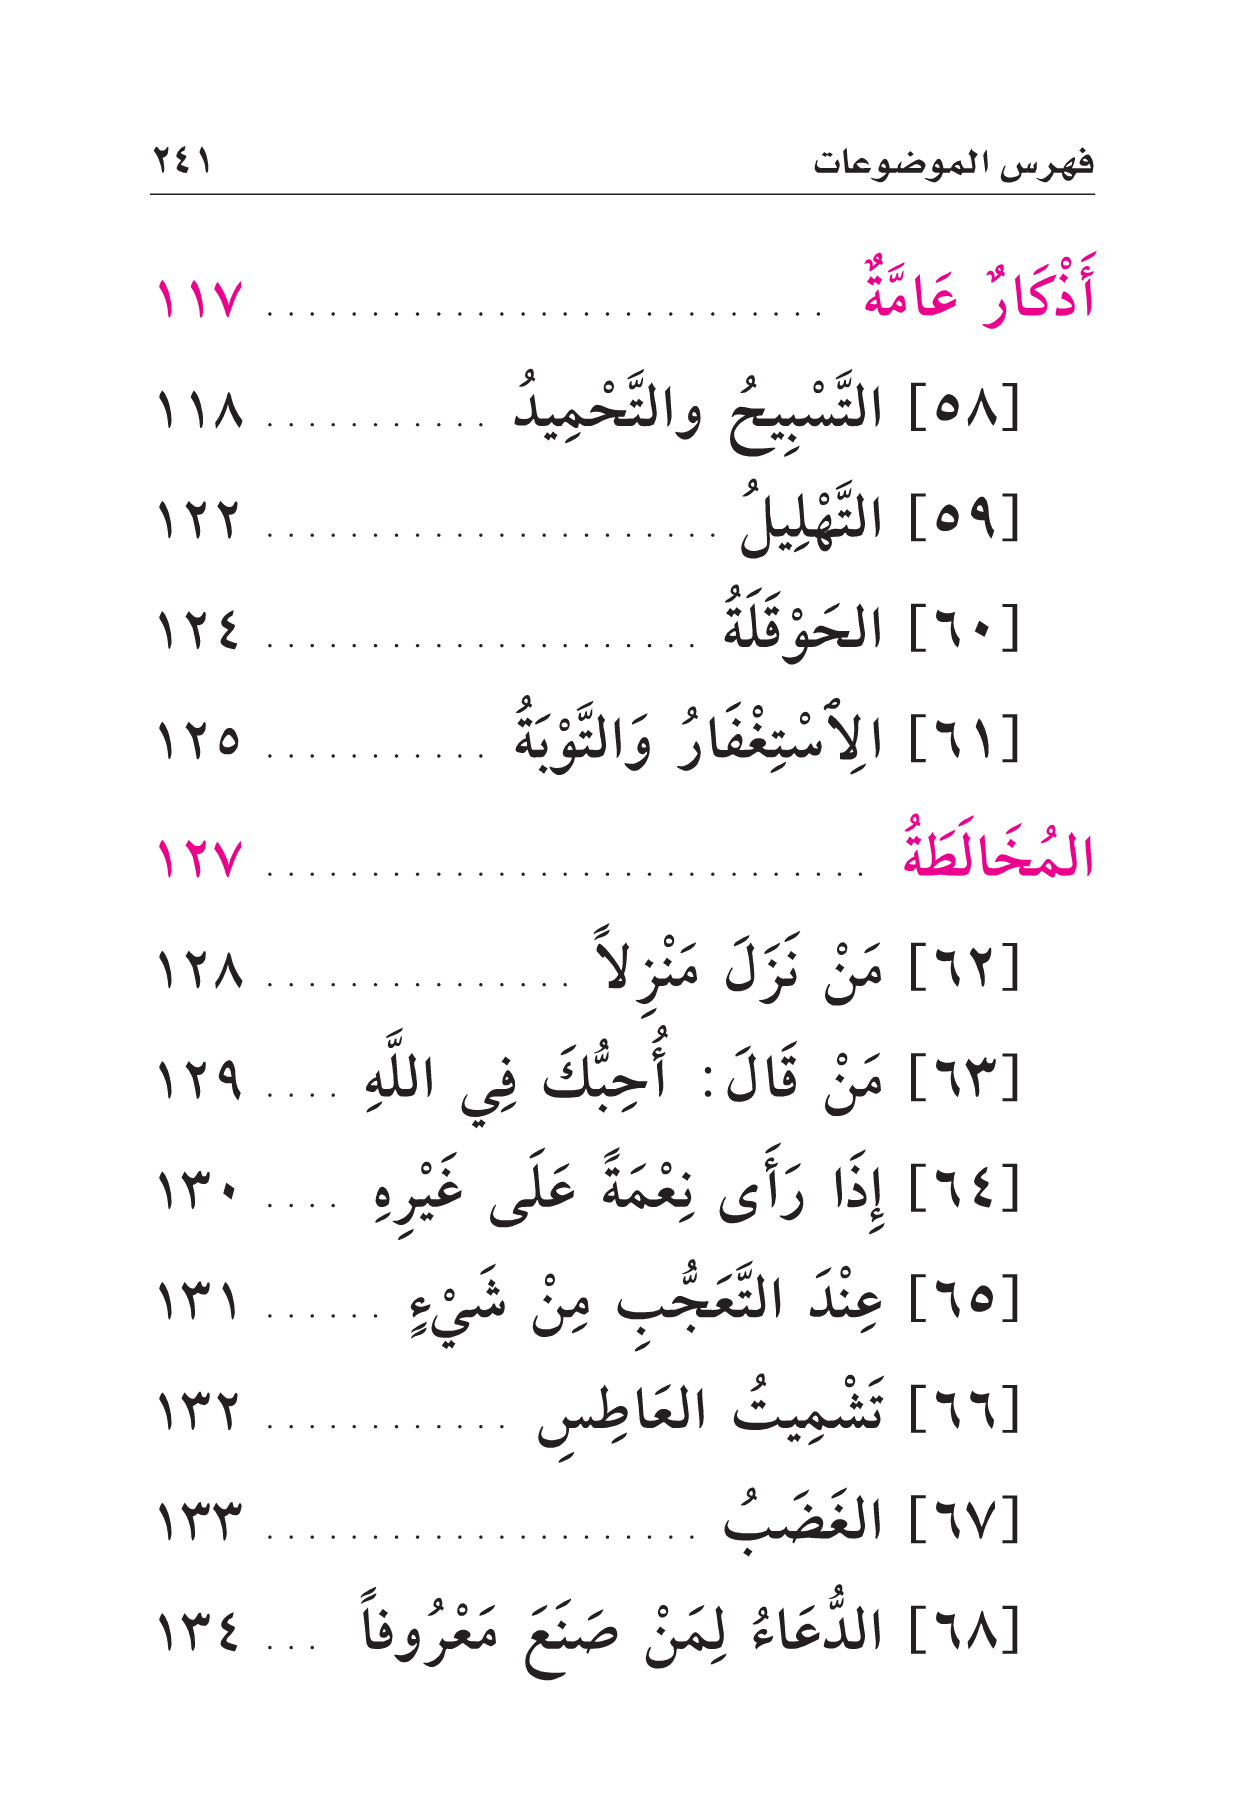 فهرس الموضوعات ٢٤١
أَذْكَارٌ عَامَّةٌ . . . . . . . . . . . . . . . . . . . . . . . . . . . ١١٧
[٥٨] التَّسْبِيحُ والتَّحْمِيدُ . . . . . . . . . . . ١١٨
[٥٩] التَّهْلِيلُ . . . . . . . . . . . . . . . . . . . . . . ١٢٢
[٦٠] الحَوْقَلَةُ . . . . . . . . . . . . . . . . . . . . . ١٢٤
[٦١] الِٱسْتِغْفَارُ وَالتَّوْبَةُ . . . . . . . . . . . ١٢٥
المُخَالَطَةُ . . . . . . . . . . . . . . . . . . . . . . . . . . . . . ١٢٧
[٦٢] مَنْ نَزَلَ مَنْزِلاً . . . . . . . . . . . . . . . ١٢٨
[٦٣] مَنْ قَالَ: أُحِبُّكَ فِي اللَّهِ . . . . ١٢٩
[٦٤] إِذَا رَأَى نِعْمَةً عَلَى غَيْرِهِ . . . . ١٣٠
[٦٥] عِنْدَ التَّعَجُّبِ مِنْ شَيْءٍ . . . . . . ١٣١
[٦٦] تَشْمِيتُ العَاطِسِ . . . . . . . . . . . . ١٣٢
[٦٧] الغَضَبُ . . . . . . . . . . . . . . . . . . . . . ١٣٣
[٦٨] الدُّعَاءُ لِمَنْ صَنَعَ مَعْرُوفاً . . . ١٣٤